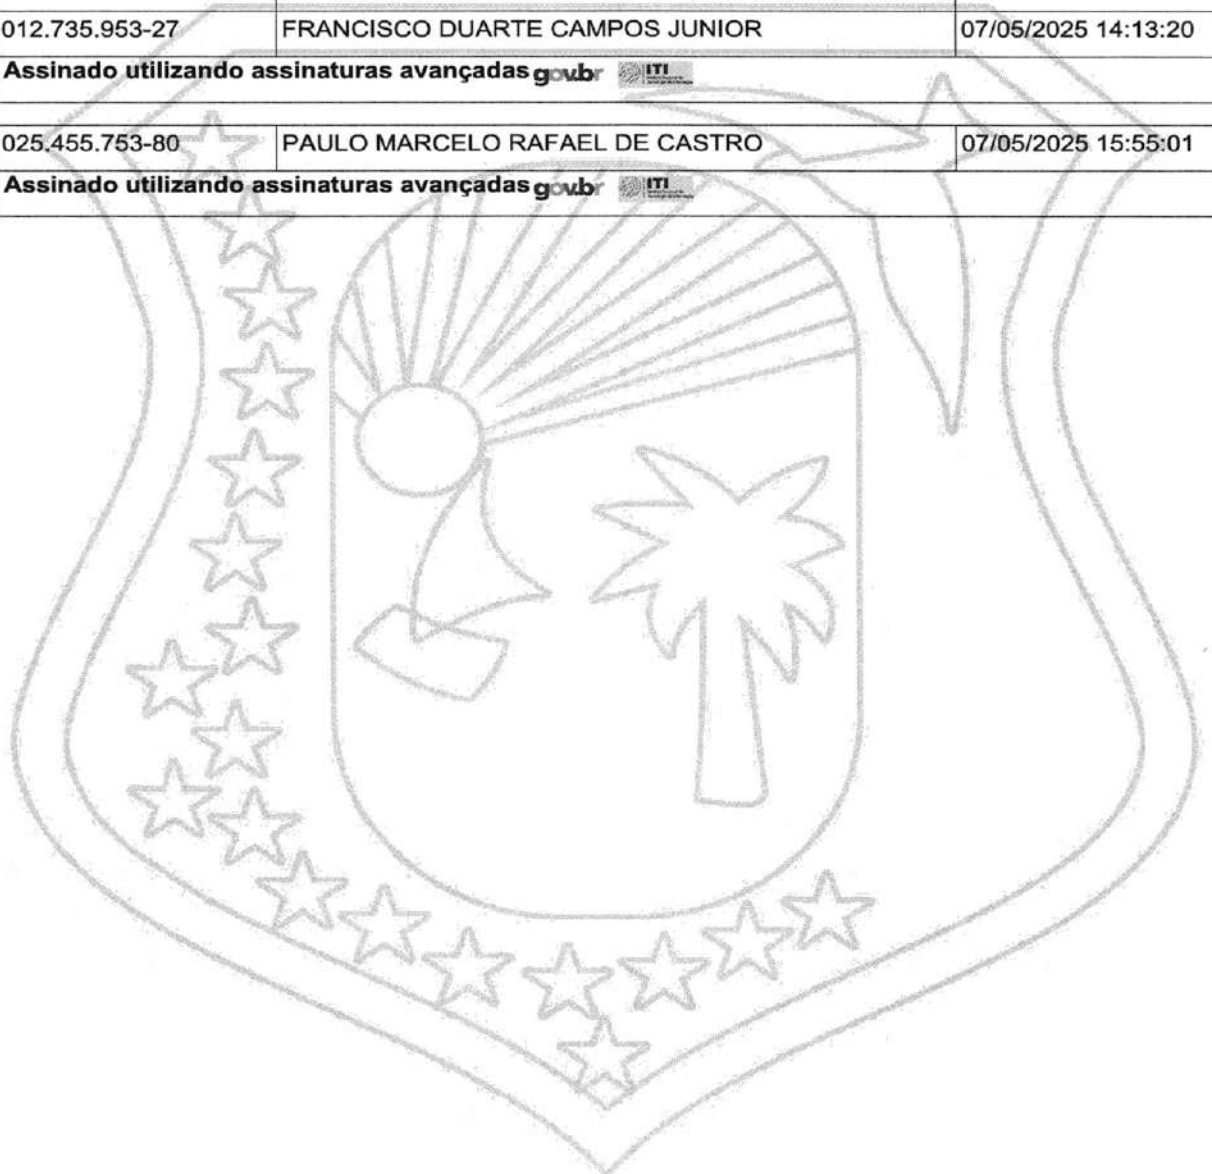 012.735.953-27 FRANCISCO DUARTE CAMPOS JUNIOR 07/05/2025 14:13:20
Assinado utilizando assinaturas avançadas gov.br ITI
025.455.753-80 PAULO MARCELO RAFAEL DE CASTRO 07/05/2025 15:55:01
Assinado utilizando assinaturas avançadas gov.br ITI